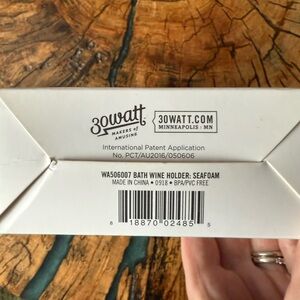 30watt
MAKERS of
AMUSING
30WATT.COM
MINNEAPOLIS MN
International Patent Application
No. PCT/AU2016/050606
WA506007 BATH WINE HOLDER: SEAFOAM
MADE IN CHINA • 0918 • BPA/PVC FREE
8 18870 02485 5